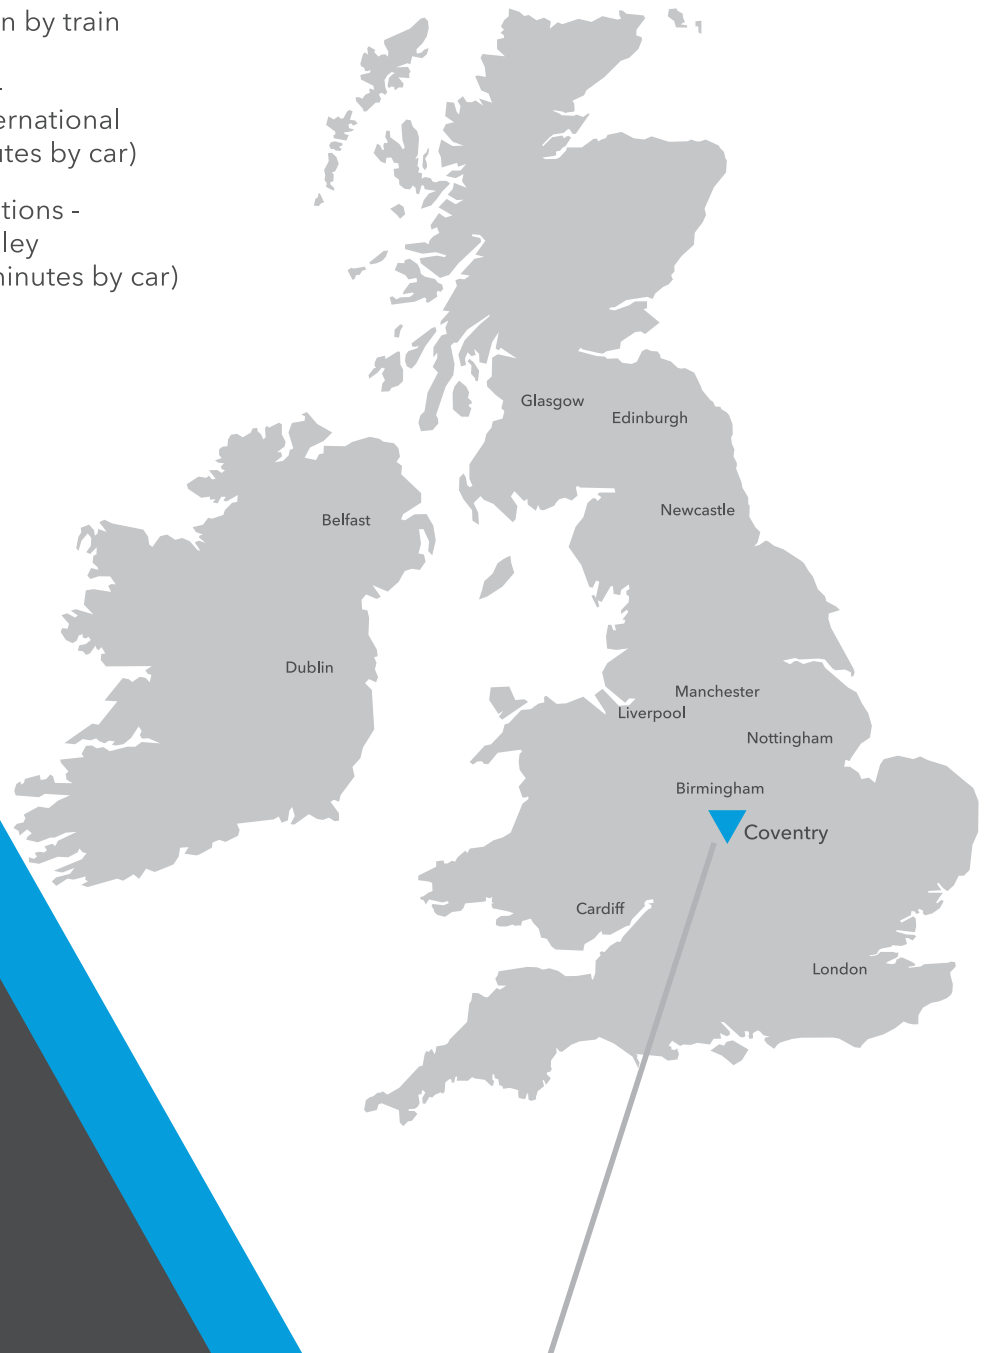 n by train
-
ernational
utes by car)
tions -
ley
ninutes by car)
Glasgow
Edinburgh
Newcastle
Belfast
Dublin
Manchester
Liverpool
Nottingham
Birmingham
Coventry
Cardiff
London